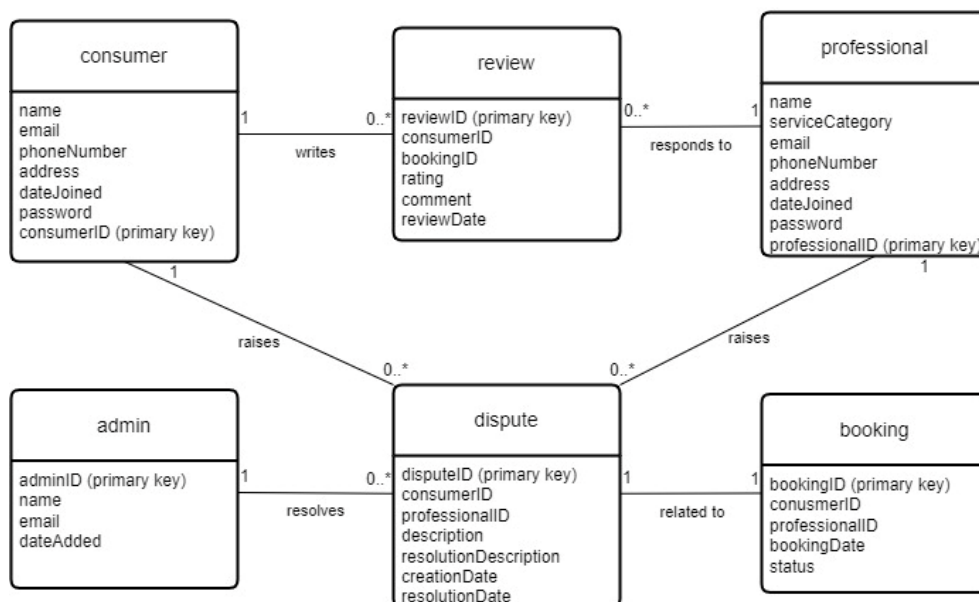 consumer
name
email
phoneNumber
address
dateJoined
password
consumerID (primary key)
1
writes
0..*
review
reviewID (primary key)
consumerID
bookingID
rating
comment
reviewDate
0..*
responds to
1
professional
name
serviceCategory
email
phoneNumber
address
dateJoined
password
professionalID (primary key)
1
raises
0..*
1
raises
0..*
admin
adminID (primary key)
name
email
dateAdded
1
resolves
0..*
dispute
disputeID (primary key)
consumerID
professionalID
description
resolutionDescription
creationDate
resolutionDate
1
related to
1
booking
bookingID (primary key)
conusmerID
professionalID
bookingDate
status